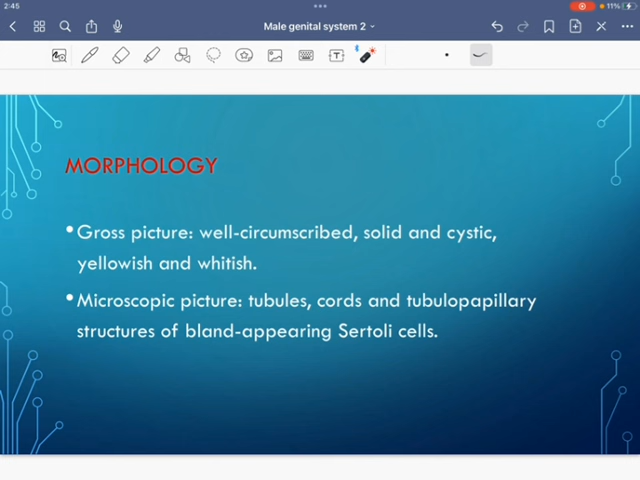 2:45
11%
Male genital system 2
MORPHOLOGY
• Gross picture: well-circumscribed, solid and cystic,
yellowish and whitish.
• Microscopic picture: tubules, cords and tubulopapillary
structures of bland-appearing Sertoli cells.